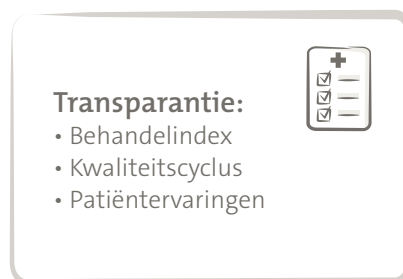 Transparantie:
• Behandelindex
• Kwaliteitscyclus
• Patiëntervaringen